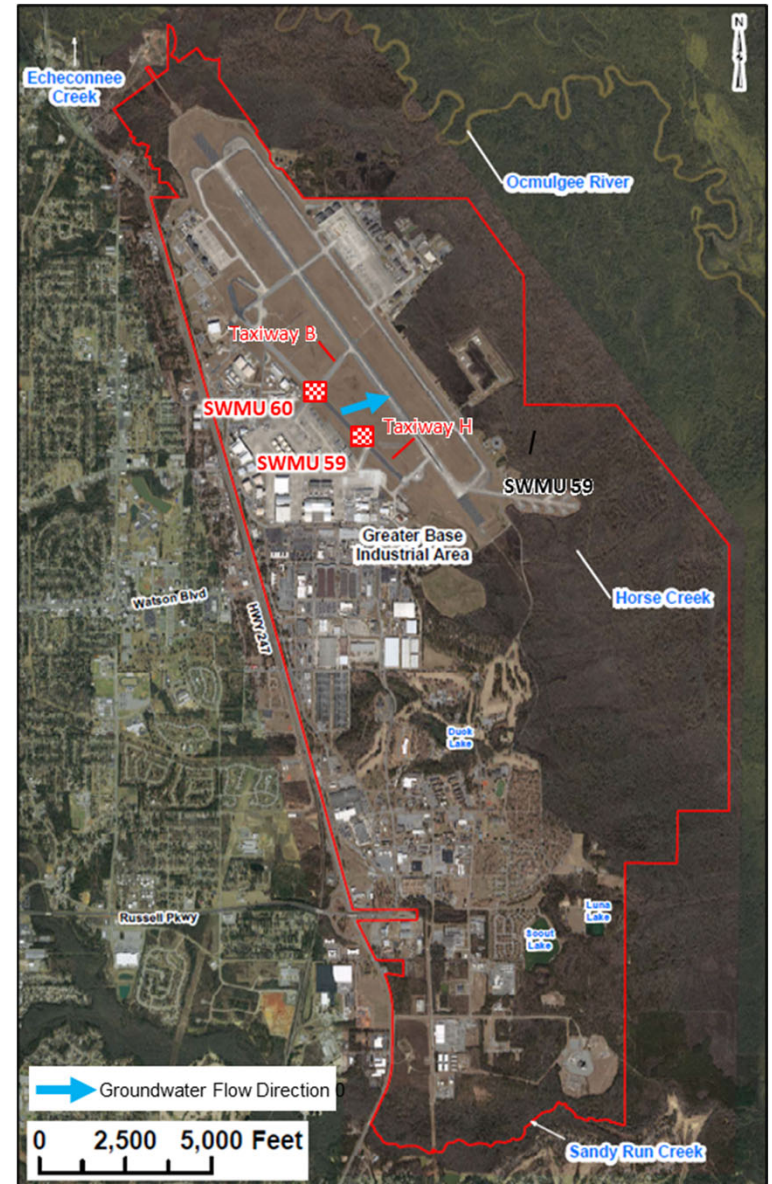 N
Echeconnee
Creek
Ocmulgee River
Taxiway B
SWMU 60
Taxiway H
SWMU 59
SWMU 59
Greater Base
Industrial Area
Horse Creek
Watson Blvd
HWY 247
Duck
Lake
Luna
Lake
Russell Pkwy
Scout
Lake
Groundwater Flow Direction 0
0 2,500 5,000 Feet
Sandy Run Creek